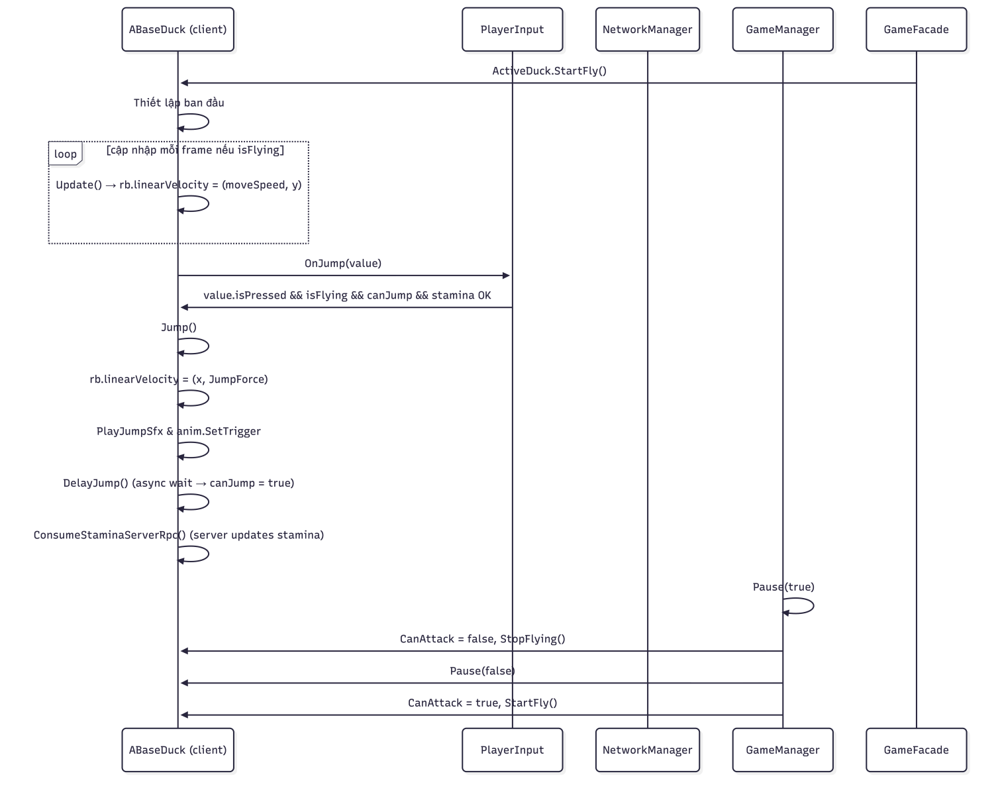 ABaseDuck (client)
PlayerInput
NetworkManager
GameManager
GameFacade
ActiveDuck.StartFly()
Thiết lập ban đầu
loop
[cập nhập mỗi frame nếu isFlying]
Update() → rb.linearVelocity = (moveSpeed, y)
OnJump(value)
value.isPressed && isFlying && canJump && stamina OK
Jump()
rb.linearVelocity = (x, JumpForce)
PlayJumpSfx & anim.SetTrigger
DelayJump() (async wait → canJump = true)
ConsumeStaminaServerRpc() (server updates stamina)
Pause(true)
CanAttack = false, StopFlying()
Pause(false)
CanAttack = true, StartFly()
ABaseDuck (client)
PlayerInput
NetworkManager
GameManager
GameFacade